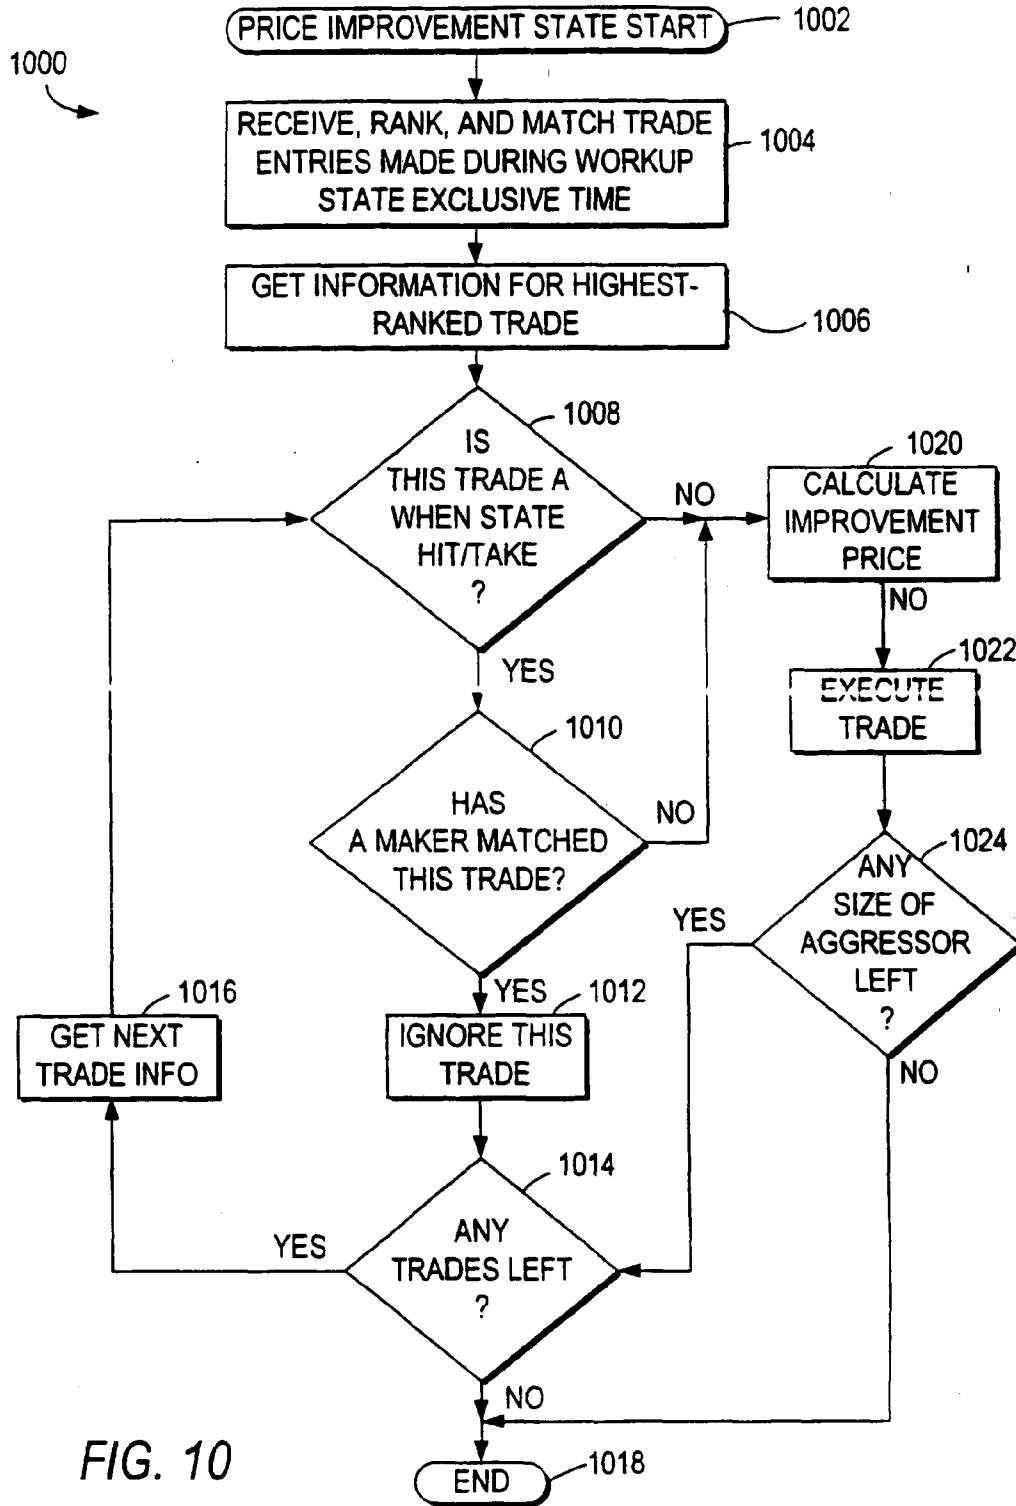 PRICE IMPROVEMENT STATE START
1002
1000
RECEIVE, RANK, AND MATCH TRADE
ENTRIES MADE DURING WORKUP
STATE EXCLUSIVE TIME
1004
GET INFORMATION FOR HIGHEST-
RANKED TRADE
1006
IS
THIS TRADE A
WHEN STATE
HIT/TAKE
?
1008
NO
YES
1020
CALCULATE
IMPROVEMENT
PRICE
NO
1022
EXECUTE
TRADE
1010
HAS
A MAKER MATCHED
THIS TRADE?
NO
YES
1024
ANY
SIZE OF
AGGRESSOR
LEFT
?
YES
NO
1016
GET NEXT
TRADE INFO
1012
IGNORE THIS
TRADE
1014
ANY
TRADES LEFT
?
YES
NO
END
1018
FIG. 10